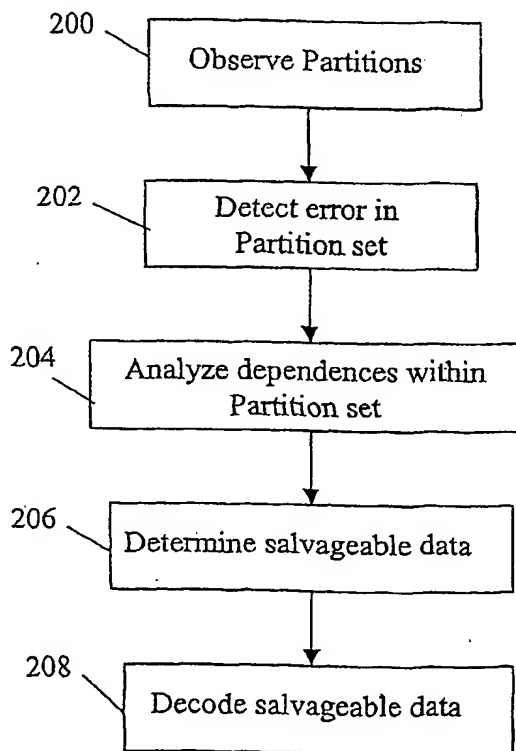 200
Observe Partitions
202
Detect error in
Partition set
204
Analyze dependences within
Partition set
206
Determine salvageable data
208
Decode salvageable data